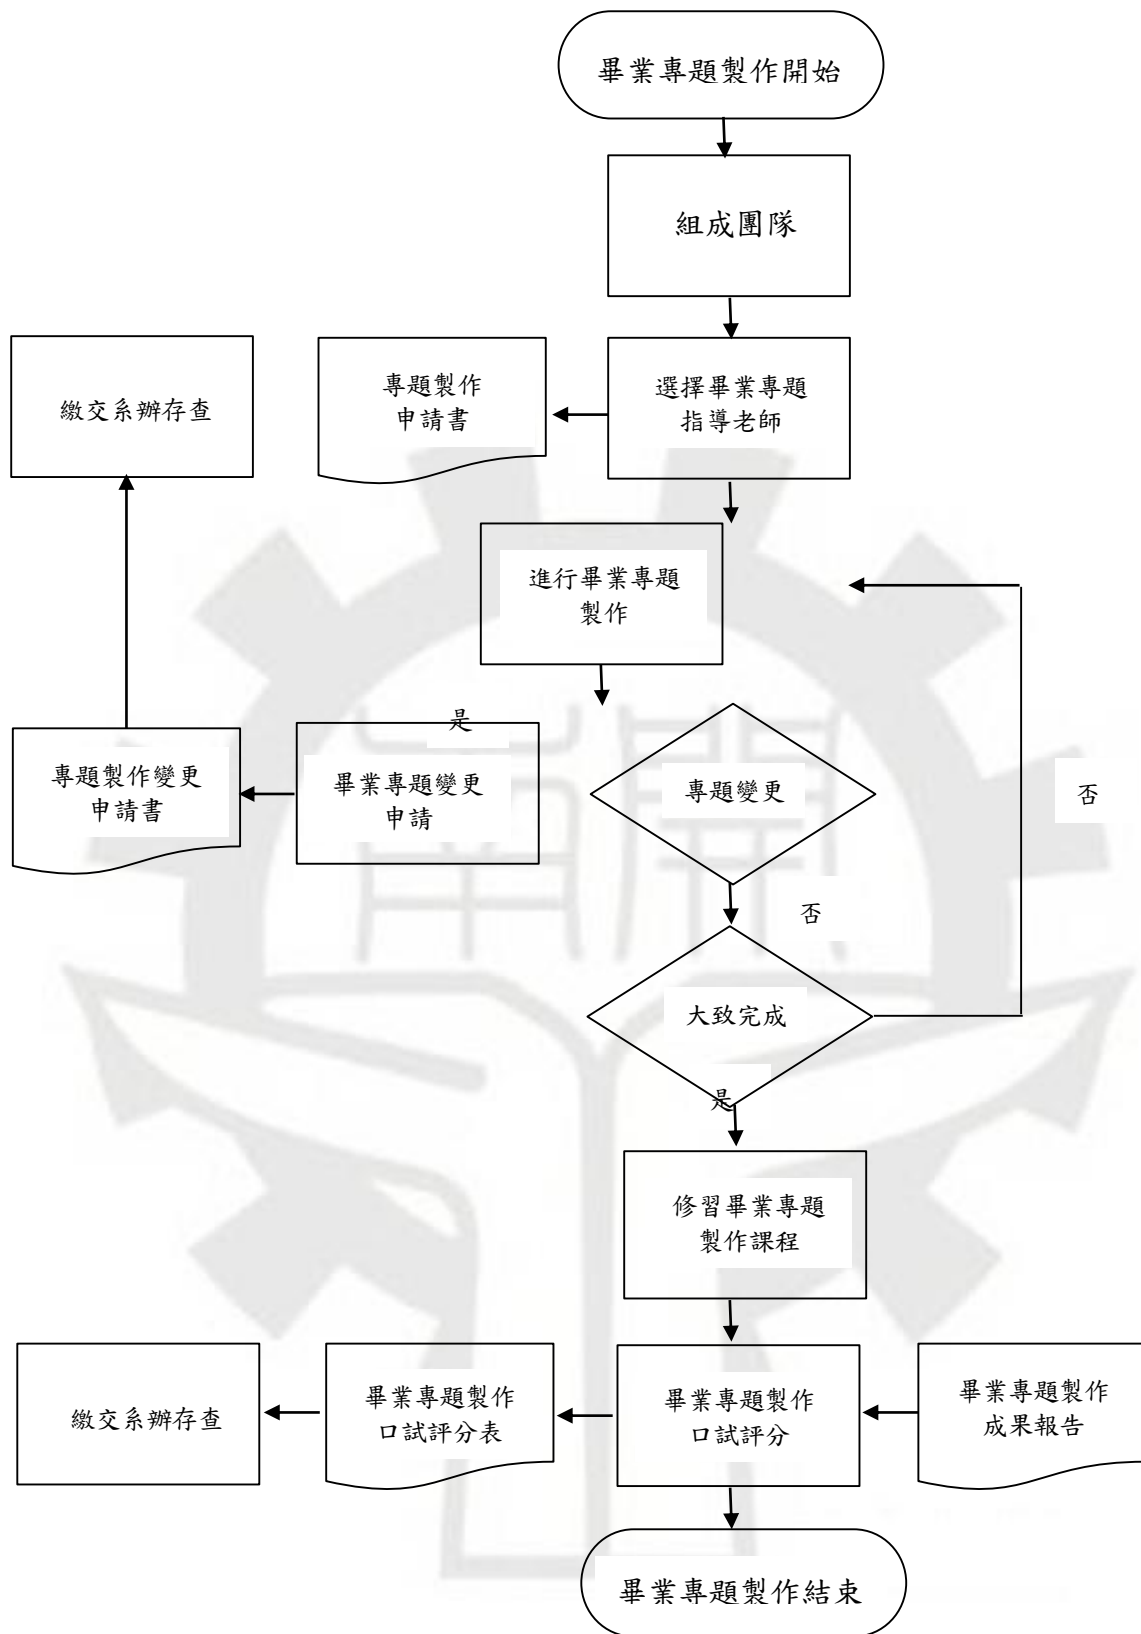 畢業專題製作開始
組成團隊
繳交系辦存查
專題製作
申請書
選擇畢業專題
指導老師
進行畢業專題
製作
是
專題製作變更
申請書
畢業專題變更
申請
專題變更
否
否
大致完成
是
修習畢業專題
製作課程
繳交系辦存查
畢業專題製作
口試評分表
畢業專題製作
口試評分
畢業專題製作
成果報告
畢業專題製作結束